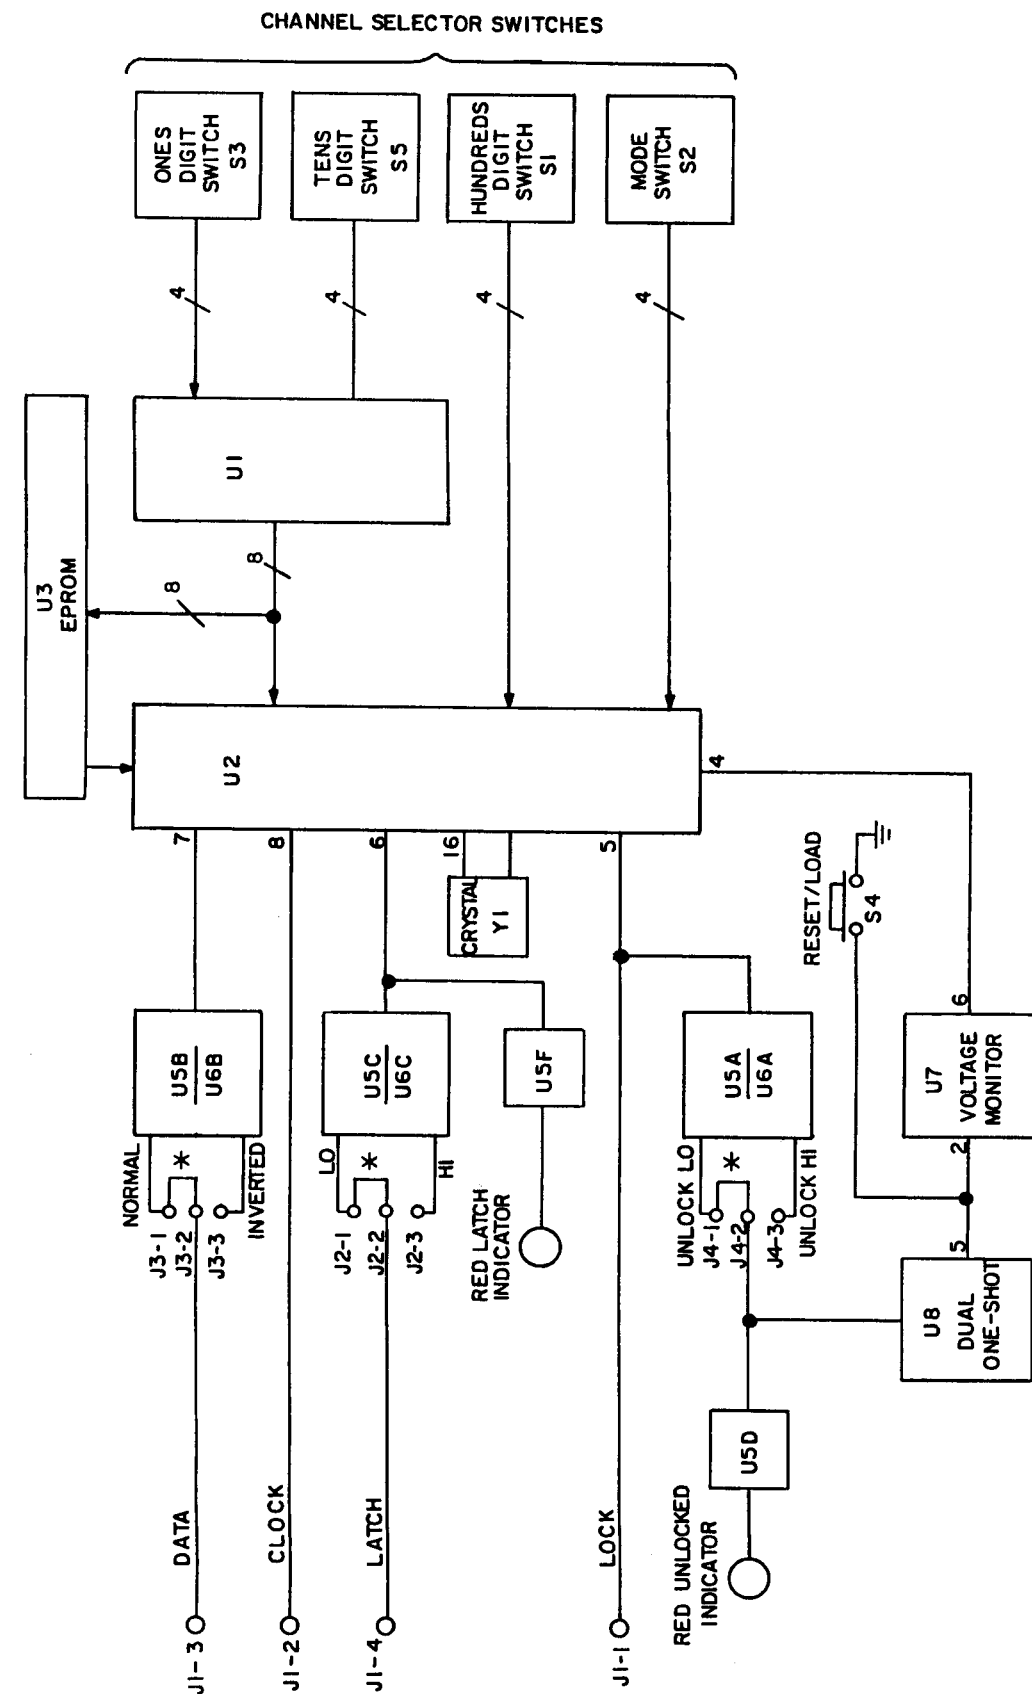 CHANNEL SELECTOR SWITCHES
ONES
DIGIT
SWITCH
S3
TENS
DIGIT
SWITCH
S5
HUNDREDS
DIGIT
SWITCH
S1
MODE
SWITCH
S2
4
4
4
4
U3
EPROM
U1
8
8
U2
7
8
6
16
5
4
CRYSTAL
Y1
RESET/LOAD
S4
U5B
U6B
U5C
U6C
U5F
U5A
U6A
6
U7
VOLTAGE
MONITOR
2
NORMAL
*
INVERTED
J3-1
J3-2
J3-3
LO
*
HI
J2-1
J2-2
J2-3
RED LATCH
INDICATOR
UNLOCK LO
*
UNLOCK HI
J4-1
J4-2
J4-3
5
U8
DUAL
ONE-SHOT
U5D
RED UNLOCKED
INDICATOR
DATA
CLOCK
LATCH
LOCK
J1-3
J1-2
J1-4
J1-1